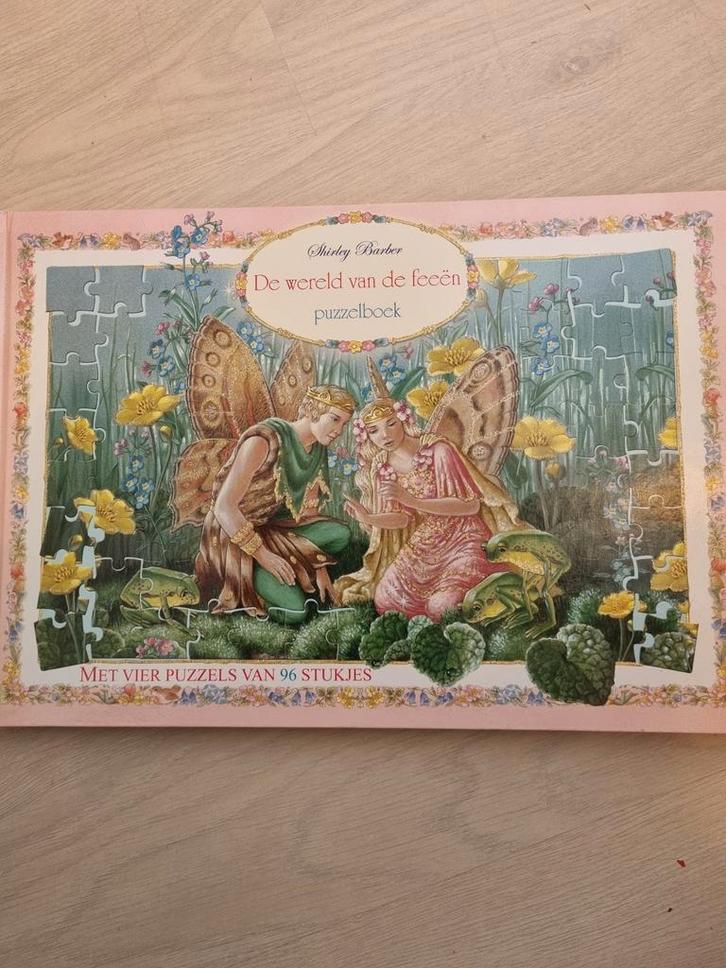 Shirley Barber
De wereld van de feeën
puzzelboek
MET VIER PUZZELS VAN 96 STUKJES